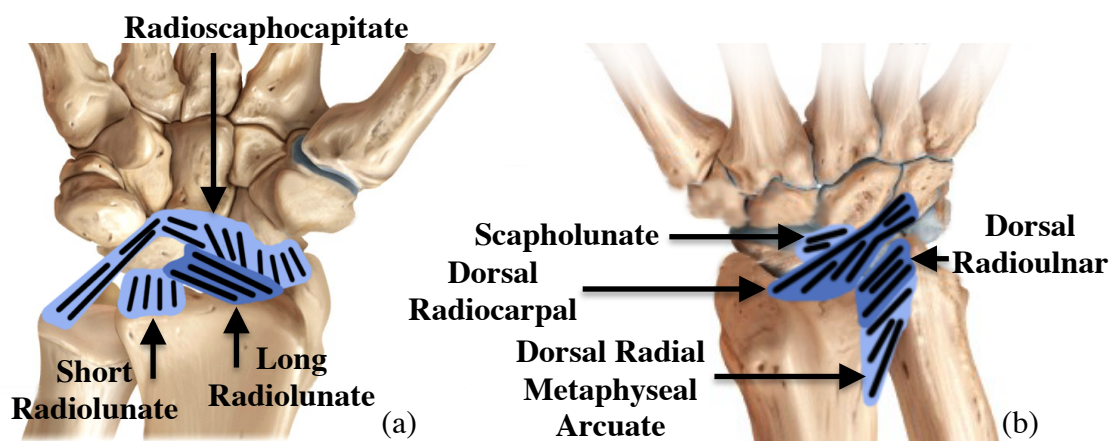 Radioscaphocapitate
Short
Radiolunate
Long
Radiolunate
(a)
Scapholunate
Dorsal
Radiocarpal
Dorsal Radial
Metaphyseal
Arcuate
Dorsal
Radioulnar
(b)